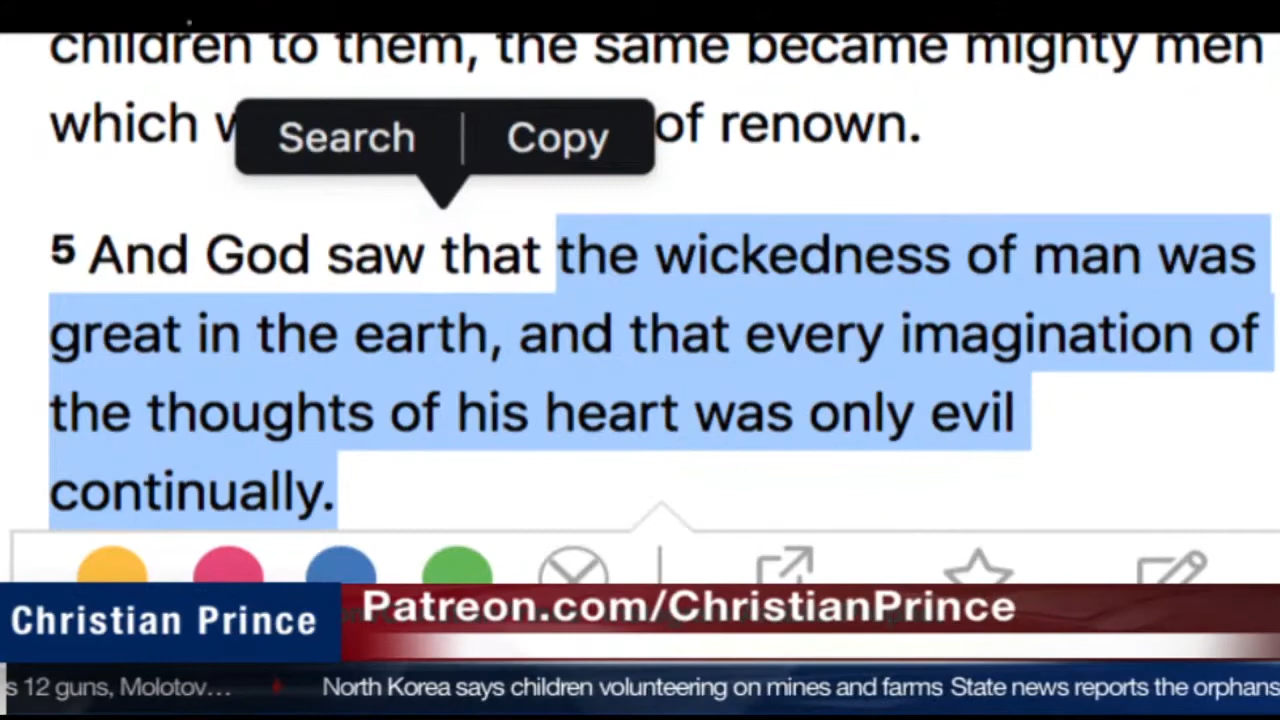 children to them, the same became mighty men
which of renown.
Search | Copy
5 And God saw that the wickedness of man was
great in the earth, and that every imagination of
the thoughts of his heart was only evil
continually.
Christian Prince
Patreon.com/ChristianPrince
s 12 guns, Molotov… North Korea says children volunteering on mines and farms State news reports the orphans